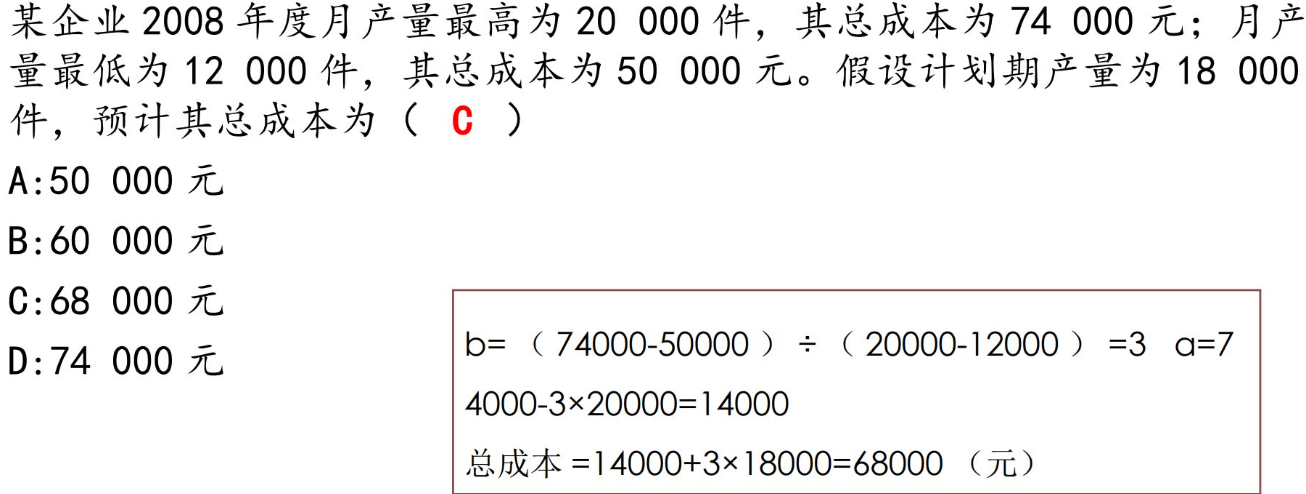 某企业 2008 年度月产量最高为 20 000 件，其总成本为 74 000 元；月产
量最低为 12 000 件，其总成本为 50 000 元。假设计划期产量为 18 000
件，预计其总成本为（ C ）
A:50 000 元
B:60 000 元
C:68 000 元
D:74 000 元
b=（74000-50000）÷（20000-12000）=3 a=7
4000-3×20000=14000
总成本 =14000+3×18000=68000（元）